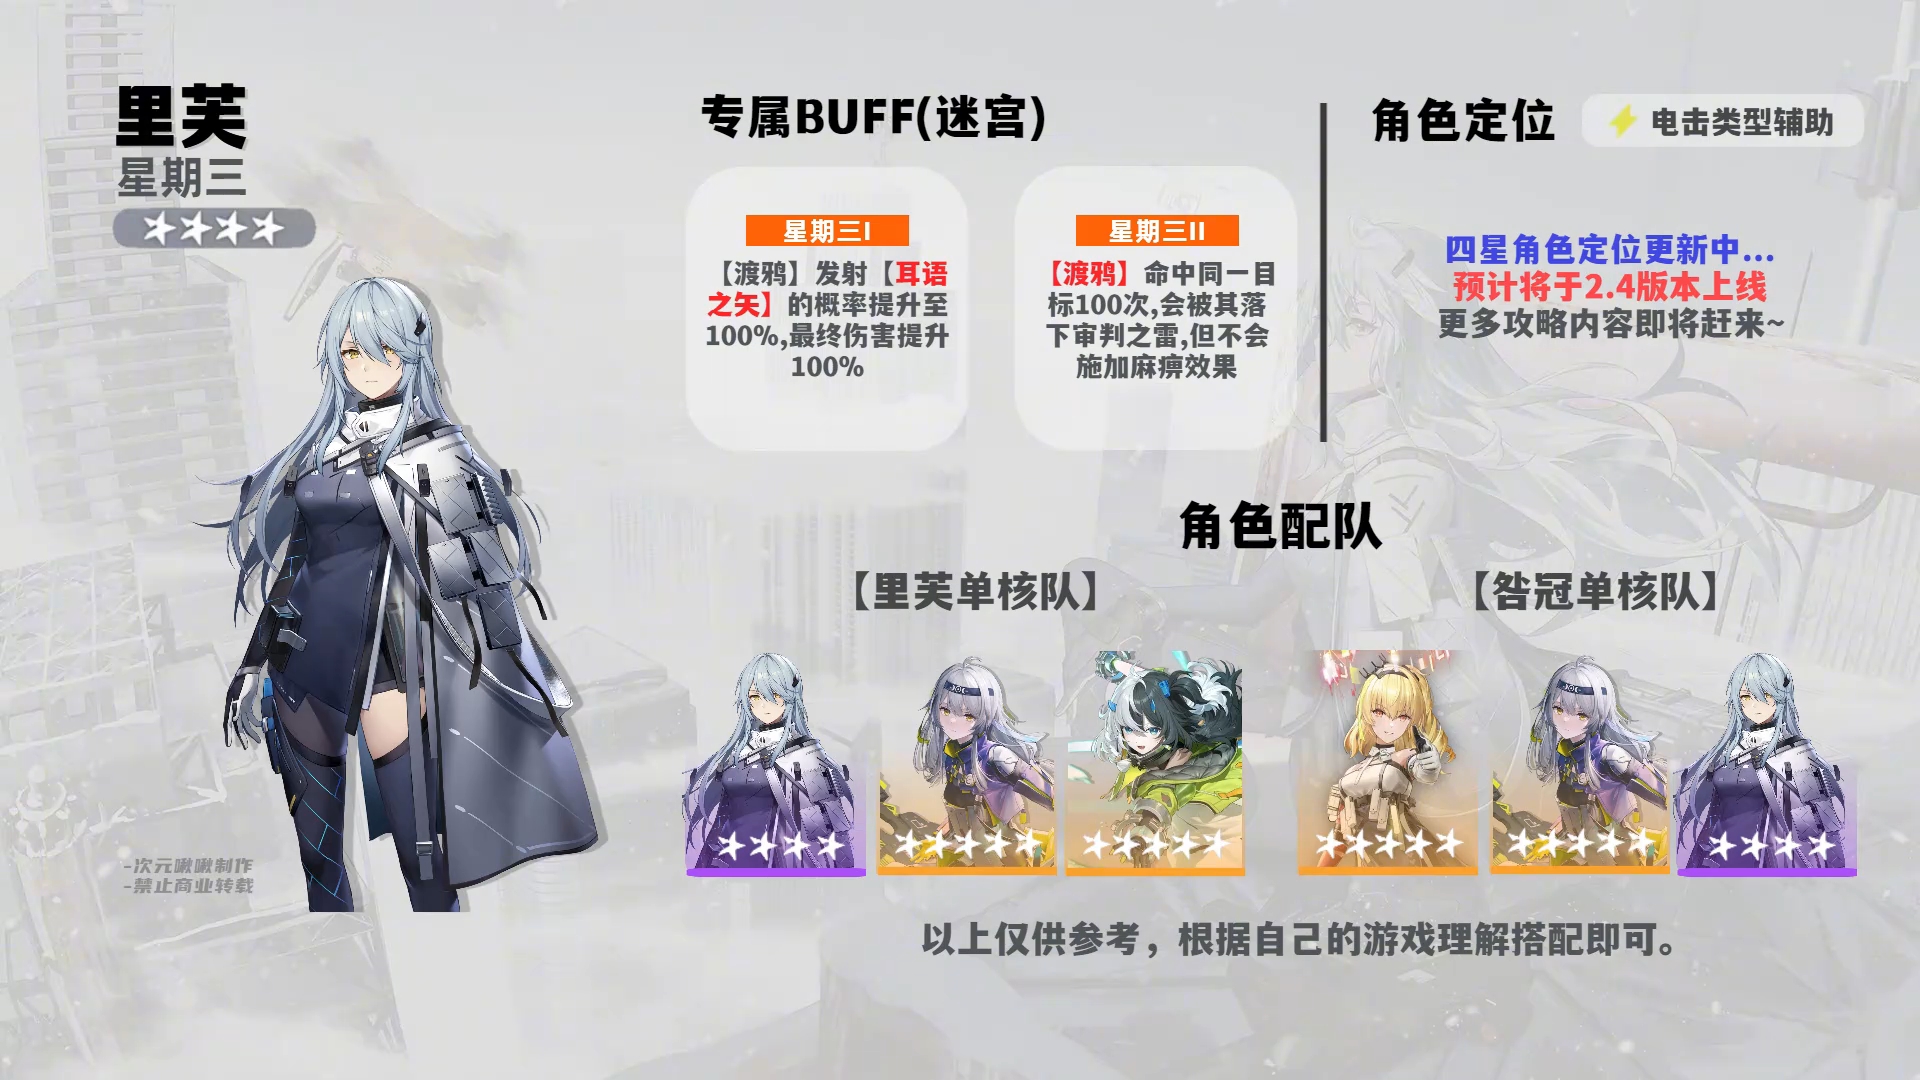 里芙
星期三
专属BUFF(迷宫)
星期三I
【渡鸦】发射【耳语
之矢】的概率提升至
100%,最终伤害提升
100%
星期三II
【渡鸦】命中同一目
标100次,会被其落
下审判之雷,但不会
施加麻痹效果
角色定位
电击类型辅助
四星角色定位更新中...
预计将于2.4版本上线
更多攻略内容即将赶来~
角色配队
【里芙单核队】
【咎冠单核队】
以上仅供参考，根据自己的游戏理解搭配即可。
-次元啾啾制作
-禁止商业转载